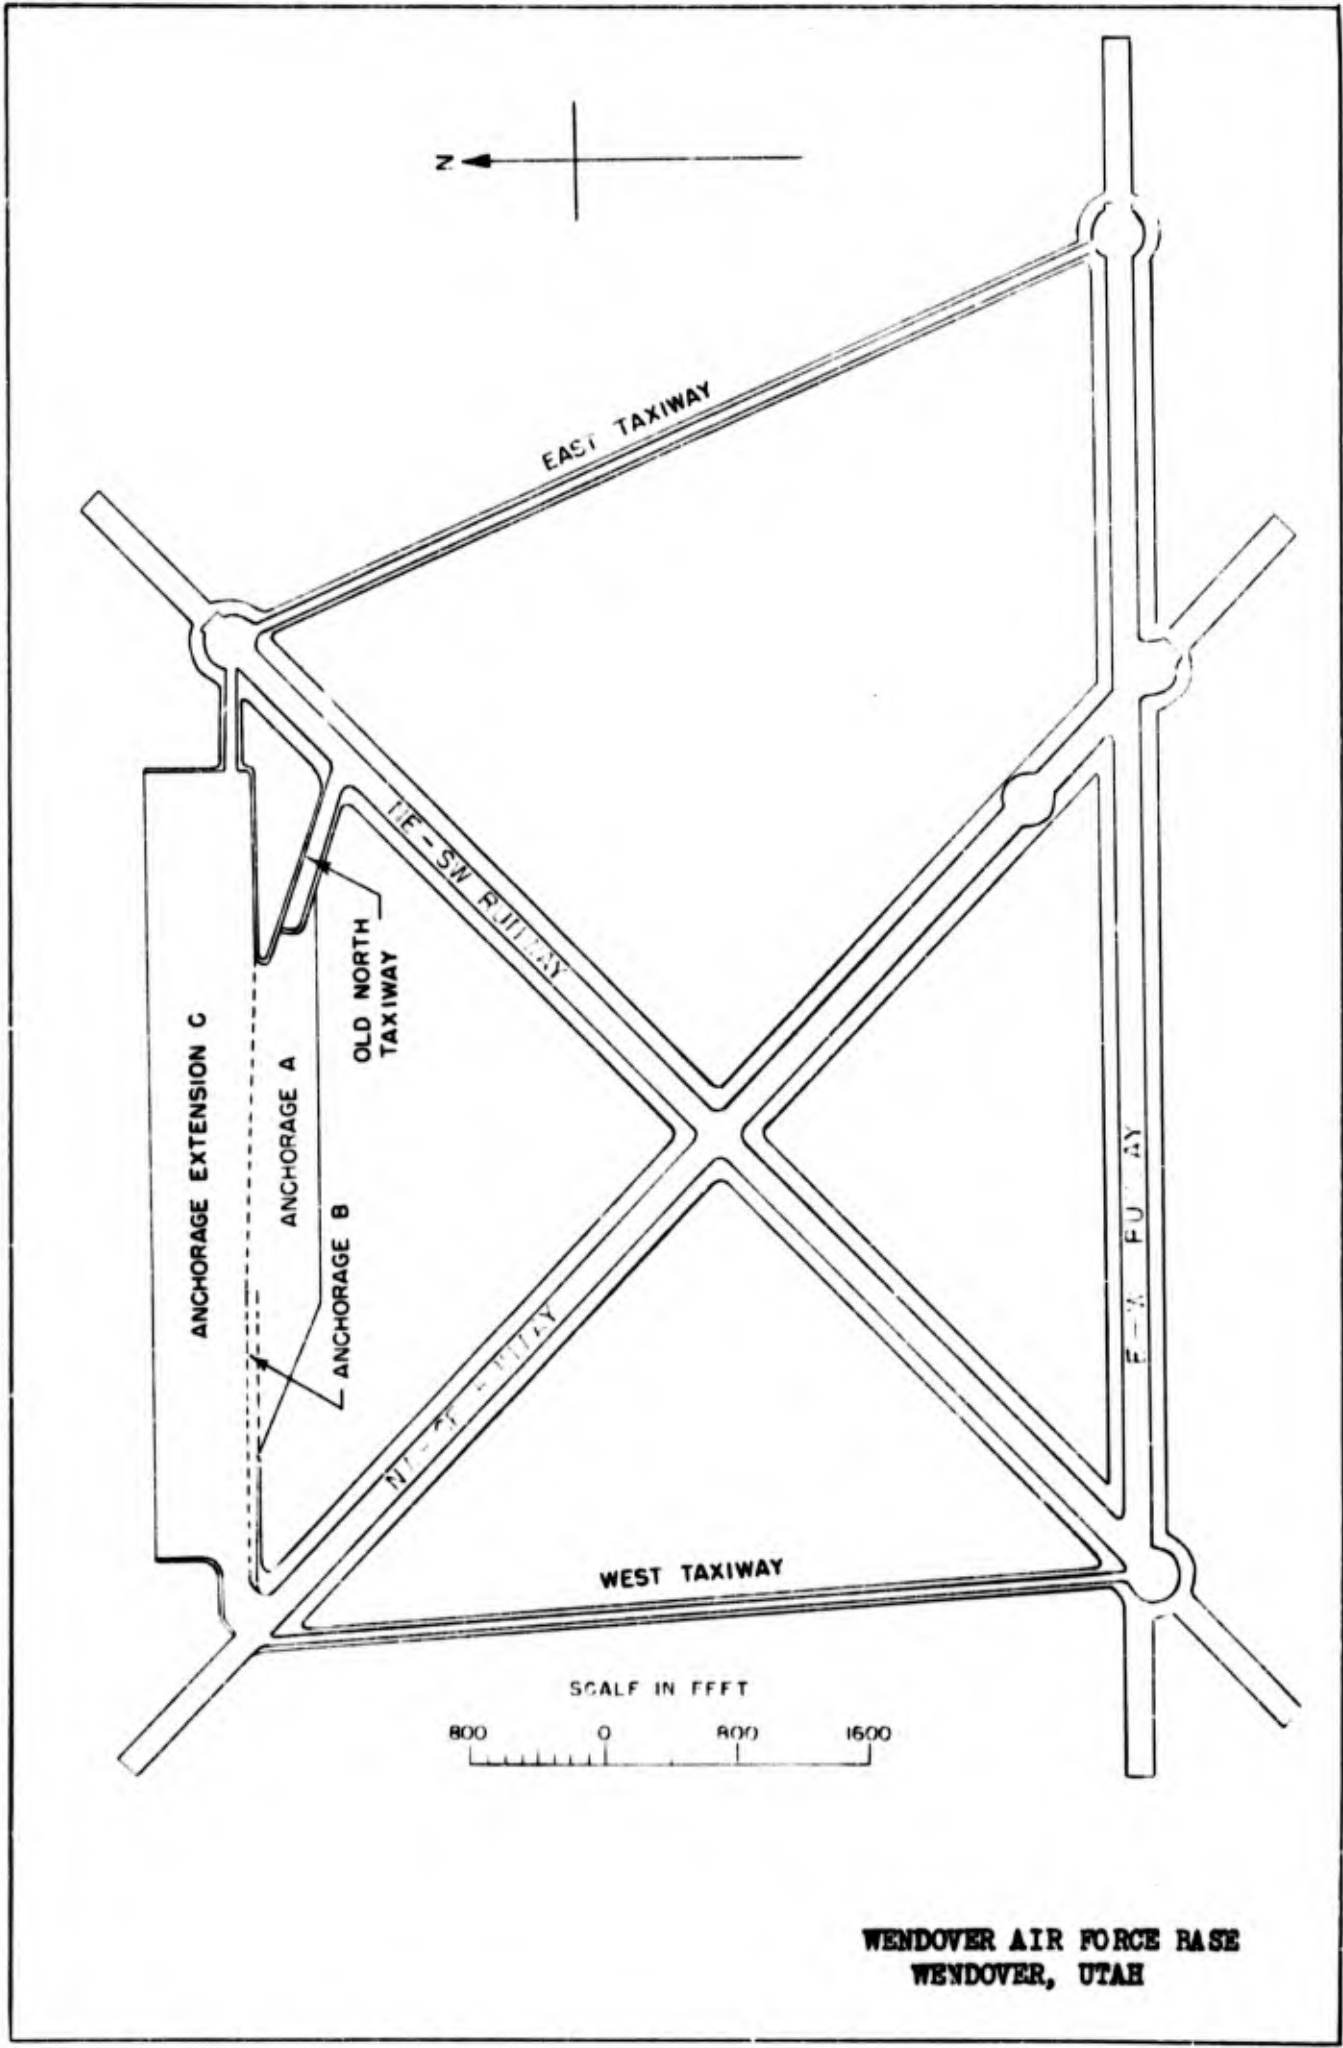 N
EAST TAXIWAY
NE-SW RUNWAY
OLD NORTH
TAXIWAY
ANCHORAGE EXTENSION C
ANCHORAGE A
ANCHORAGE B
WEST TAXIWAY
SCALE IN FEET
800 0 800 1600
WENDOVER AIR FORCE BASE
WENDOVER, UTAH